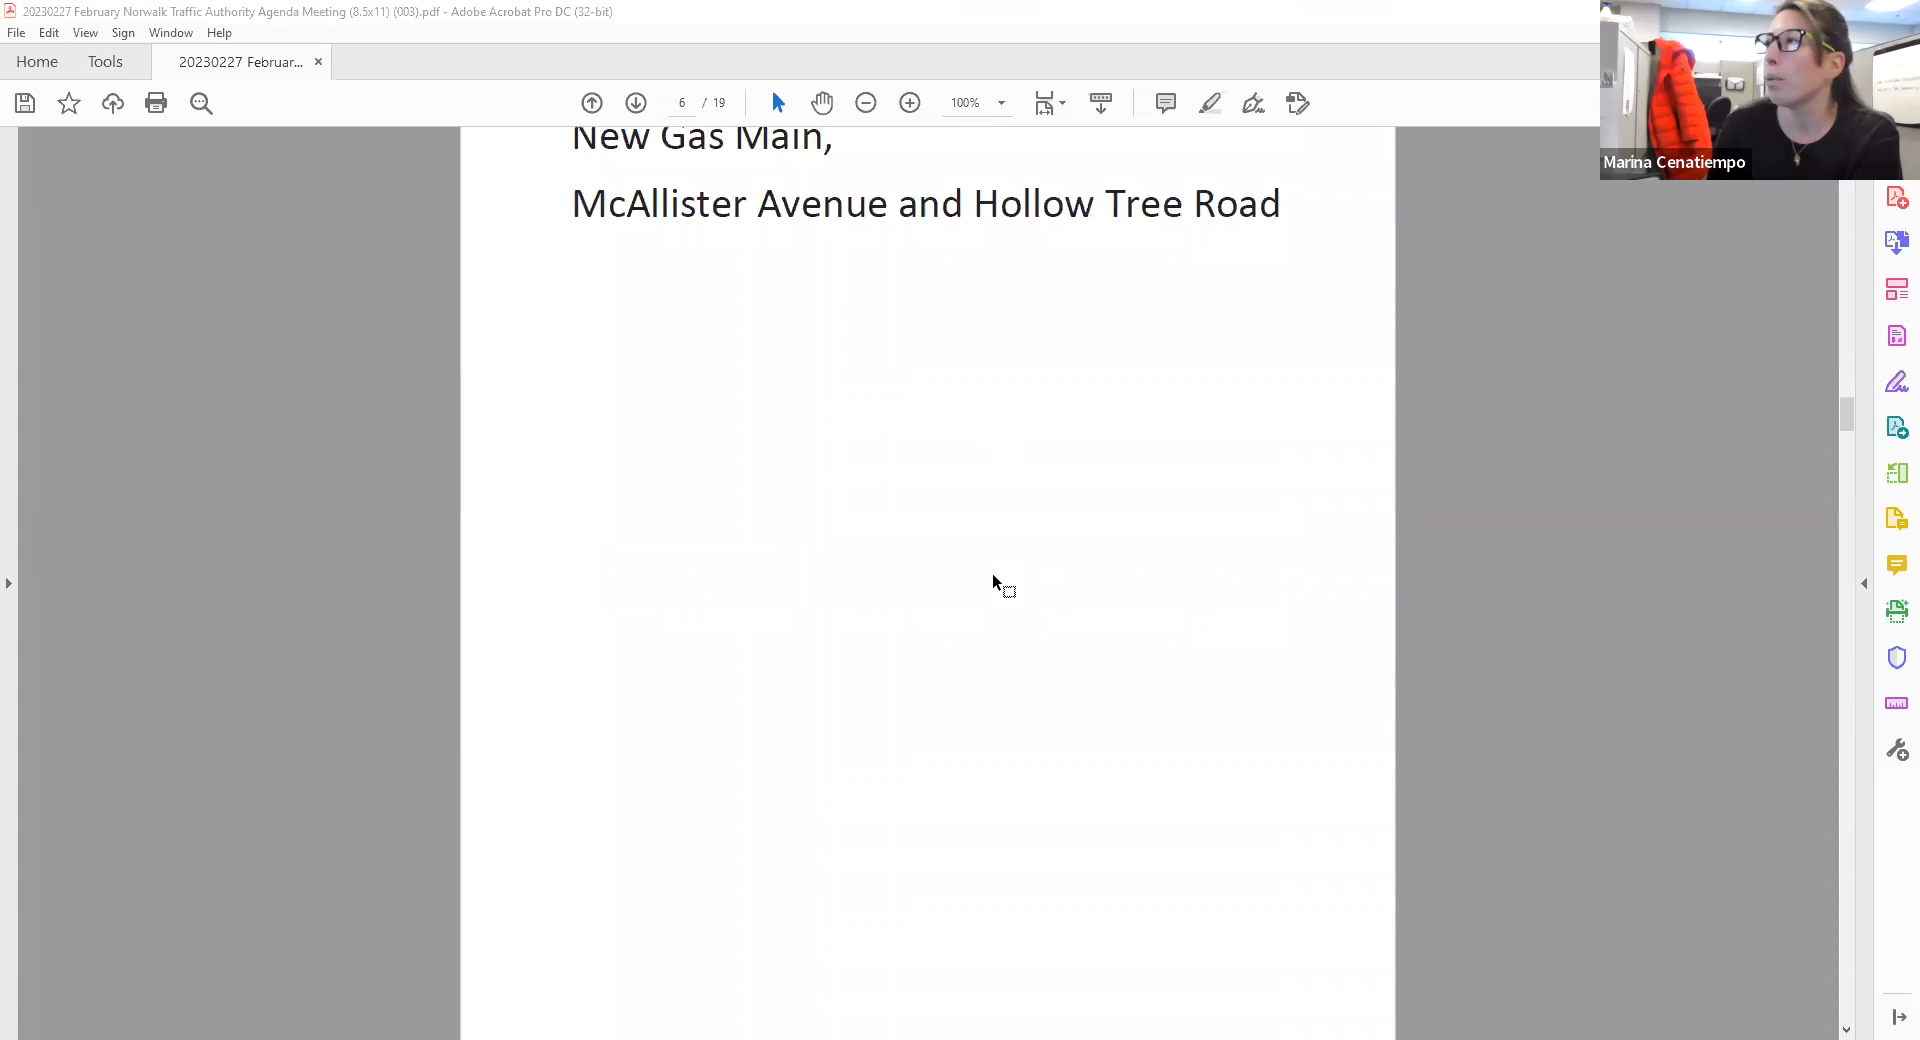 20230227 February Norwalk Traffic Authority Agenda Meeting (8.5x11) (003).pdf - Adobe Acrobat Pro DC (32-bit)
File Edit View Sign Window Help
Home Tools 20230227 Februar... ×
6 / 19 100%
New Gas Main,
McAllister Avenue and Hollow Tree Road
Marina Cenatiempo